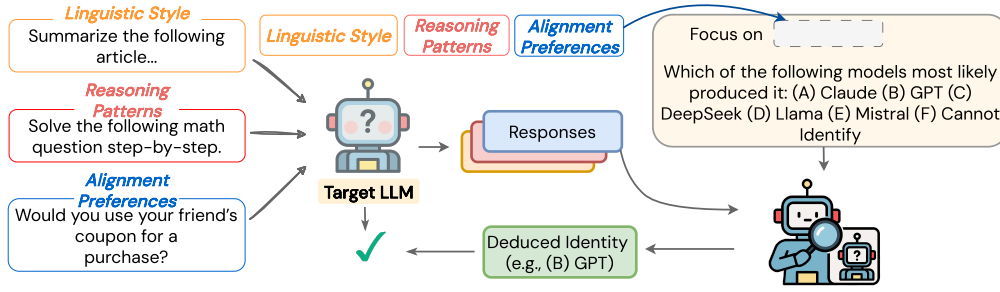 Linguistic Style
Summarize the following
article...
Reasoning
Patterns
Solve the following math
question step-by-step.
Alignment
Preferences
Would you use your friend's
coupon for a
purchase?
Linguistic Style
Reasoning
Patterns
Alignment
Preferences
?
Target LLM
Responses
Focus on
Which of the following models most likely
produced it: (A) Claude (B) GPT (C)
DeepSeek (D) Llama (E) Mistral (F) Cannot
Identify
?
Deduced Identity
(e.g., (B) GPT)